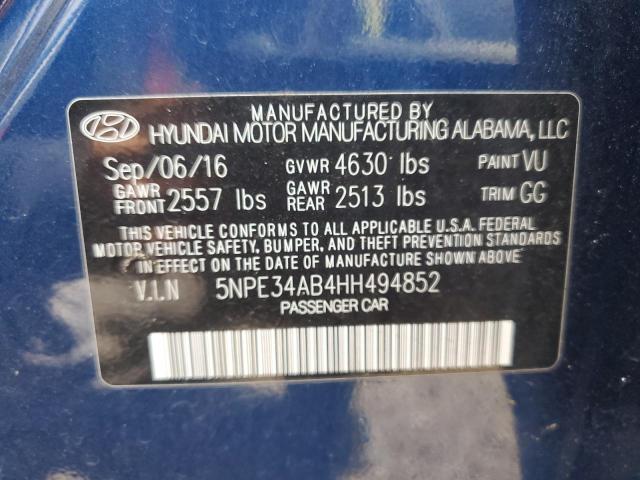 MANUFACTURED BY
HYUNDAI MOTOR MANUFACTURING ALABAMA, LLC
Sep/06/16 GVWR 4630 lbs PAINT VU
GAWR FRONT 2557 lbs GAWR REAR 2513 lbs TRIM GG
THIS VEHICLE CONFORMS TO ALL APPLICABLE U.S.A. FEDERAL
MOTOR VEHICLE SAFETY, BUMPER, AND THEFT PREVENTION STANDARDS
IN EFFECT ON THE DATE OF MANUFACTURE SHOWN ABOVE
V.I.N 5NPE34AB4HH494852
PASSENGER CAR